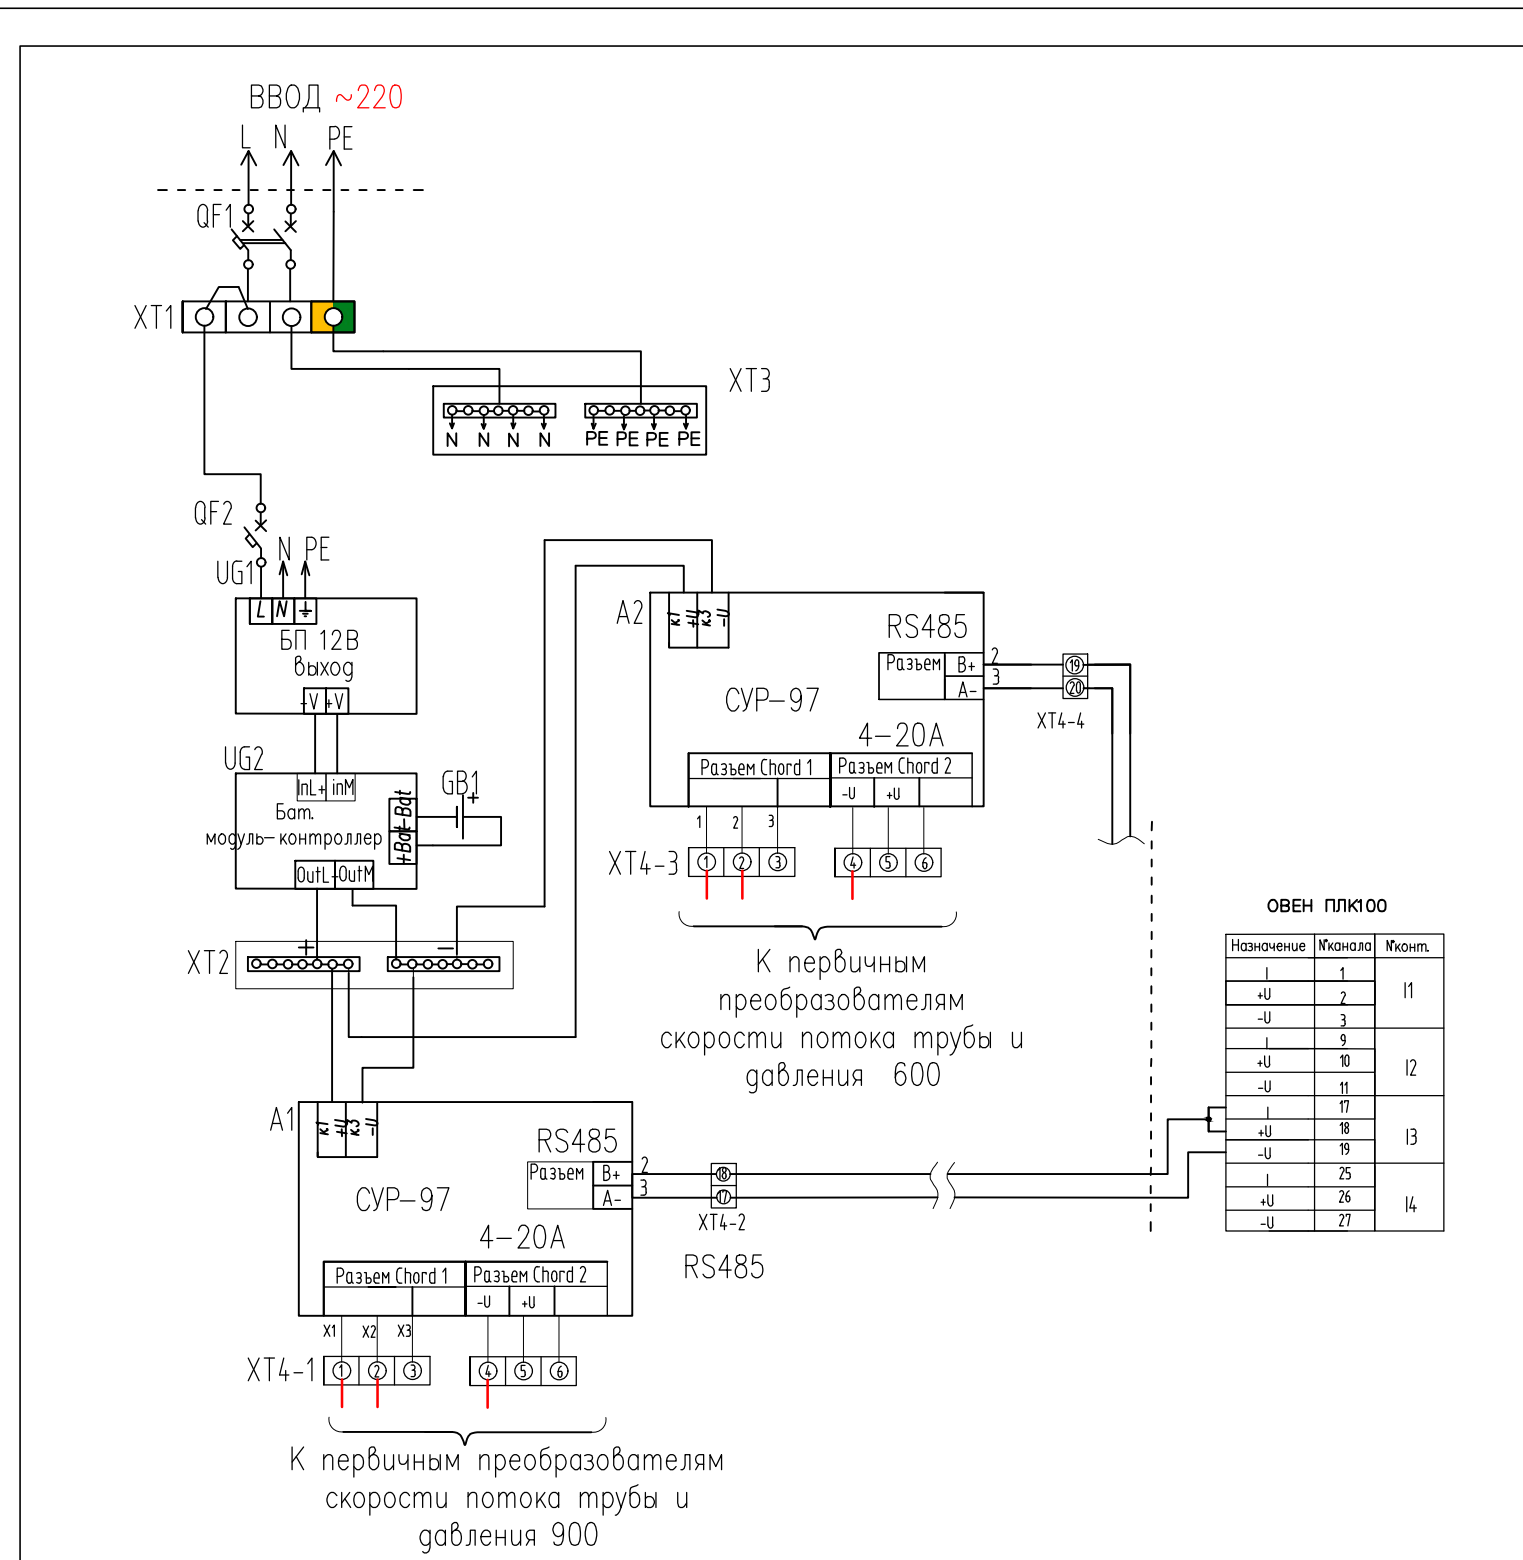 ВВОД ~220
L N PE
QF1
XT1
XT3
N N N N PE PE PE PE
QF2
N PE
UG1
L N
БП 12В
выход
-V +V
UG2
InL+ inM
Бат.
модуль-контроллер
+Bat -Bat
GB1
+
OutL+ OutM
XT2
+ −
A2
к1 +U к3 -U
RS485
Разъем B+ 2
A- 3
19
20
XT4-4
СУР-97
4-20А
Разъем Chord 1 Разъем Chord 2
-U +U
1 2 3
XT4-3 1 2 3 4 5 6
К первичным
преобразователям
скорости потока трубы и
давления 600
ОВЕН ПЛК100
Назначение N°канала N°конт.
I 1
+U 2 I1
-U 3
I 9
+U 10 I2
-U 11
I 17
+U 18 I3
-U 19
I 25
+U 26 I4
-U 27
A1
к1 +U к3 -U
RS485
Разъем B+ 2
A- 3
18
17
XT4-2
RS485
СУР-97
4-20А
Разъем Chord 1 Разъем Chord 2
-U +U
X1 X2 X3
XT4-1 1 2 3 4 5 6
К первичным преобразователям
скорости потока трубы и
давления 900